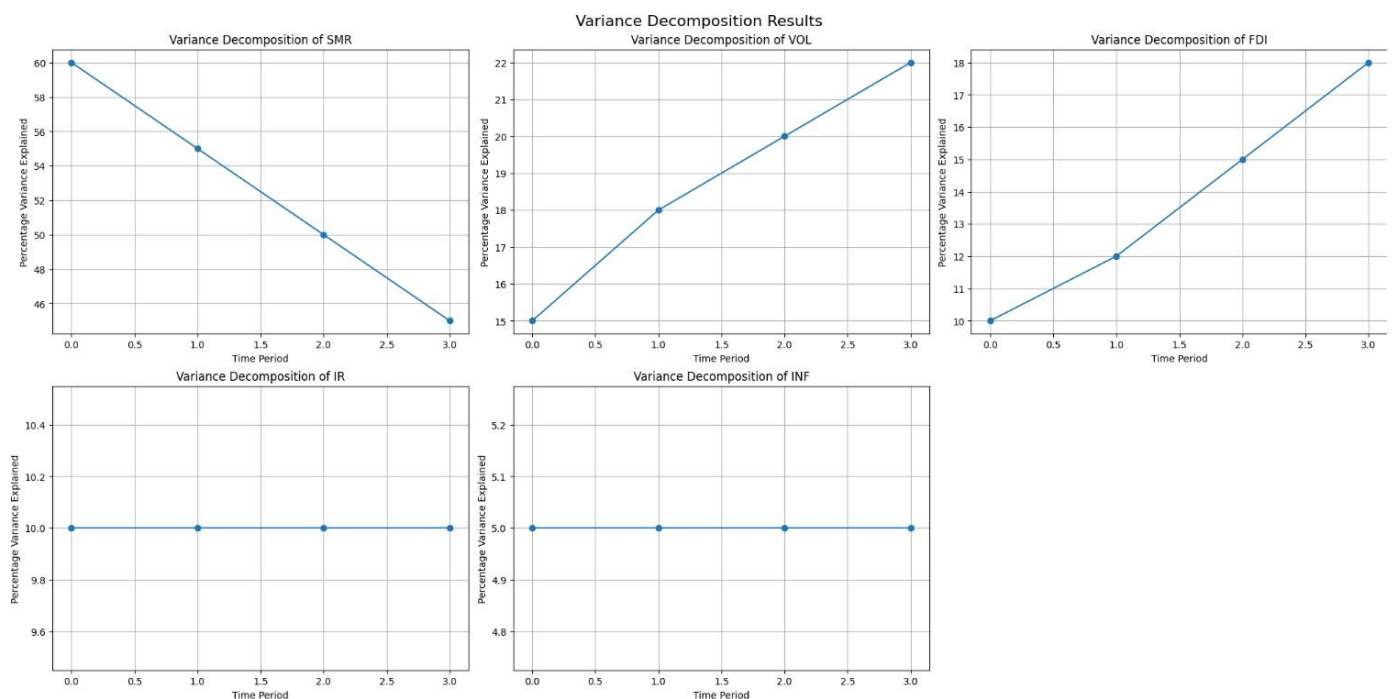 Variance Decomposition Results
Variance Decomposition of SMR
Percentage Variance Explained
60
58
56
54
52
50
48
46
0.0 0.5 1.0 1.5 2.0 2.5 3.0
Time Period
Variance Decomposition of VOL
Percentage Variance Explained
22
21
20
19
18
17
16
15
0.0 0.5 1.0 1.5 2.0 2.5 3.0
Time Period
Variance Decomposition of FDI
Percentage Variance Explained
18
17
16
15
14
13
12
11
10
0.0 0.5 1.0 1.5 2.0 2.5 3.0
Time Period
Variance Decomposition of IR
Percentage Variance Explained
10.4
10.2
10.0
9.8
9.6
0.0 0.5 1.0 1.5 2.0 2.5 3.0
Time Period
Variance Decomposition of INF
Percentage Variance Explained
5.2
5.1
5.0
4.9
4.8
0.0 0.5 1.0 1.5 2.0 2.5 3.0
Time Period